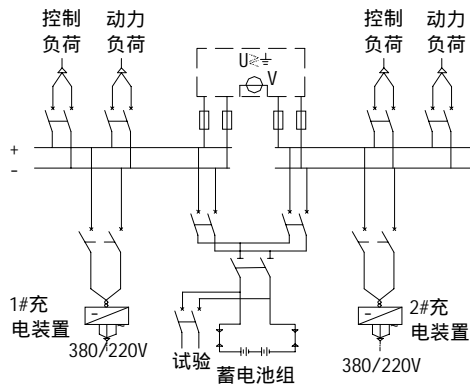 控制
负荷
动力
负荷
U
V
控制
负荷
动力
负荷
+
-
1#充
电装置
-
380/220V
试验
蓄电池组
-
2#充
电装置
380/220V